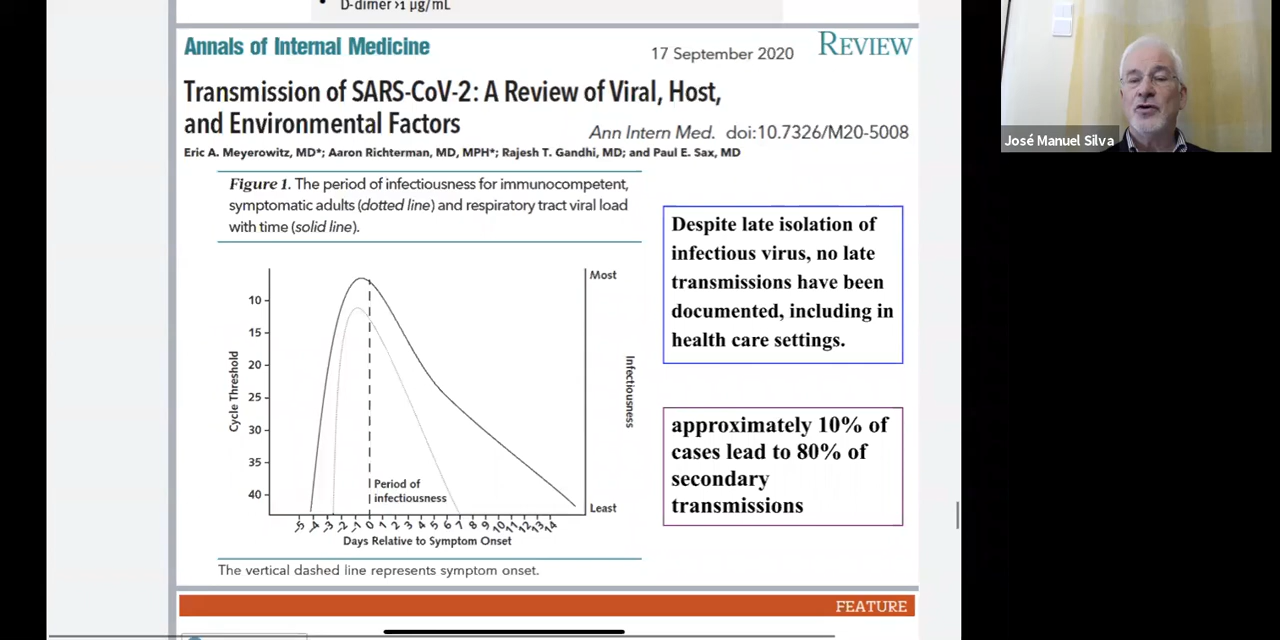 D-dimer >1 μg/mL
Annals of Internal Medicine
17 September 2020
REVIEW
Transmission of SARS-CoV-2: A Review of Viral, Host,
and Environmental Factors
Ann Intern Med. doi:10.7326/M20-5008
Eric A. Meyerowitz, MD*; Aaron Richterman, MD, MPH*; Rajesh T. Gandhi, MD; and Paul E. Sax, MD
Figure 1. The period of infectiousness for immunocompetent,
symptomatic adults (dotted line) and respiratory tract viral load
with time (solid line).
Cycle Threshold
10
15
20
25
30
35
40
Most
Least
Infectiousness
Period of
infectiousness
-5 -4 -3 -2 -1 0 1 2 3 4 5 6 7 8 9 10 11 12 13 14
Days Relative to Symptom Onset
The vertical dashed line represents symptom onset.
Despite late isolation of
infectious virus, no late
transmissions have been
documented, including in
health care settings.
approximately 10% of
cases lead to 80% of
secondary
transmissions
FEATURE
José Manuel Silva